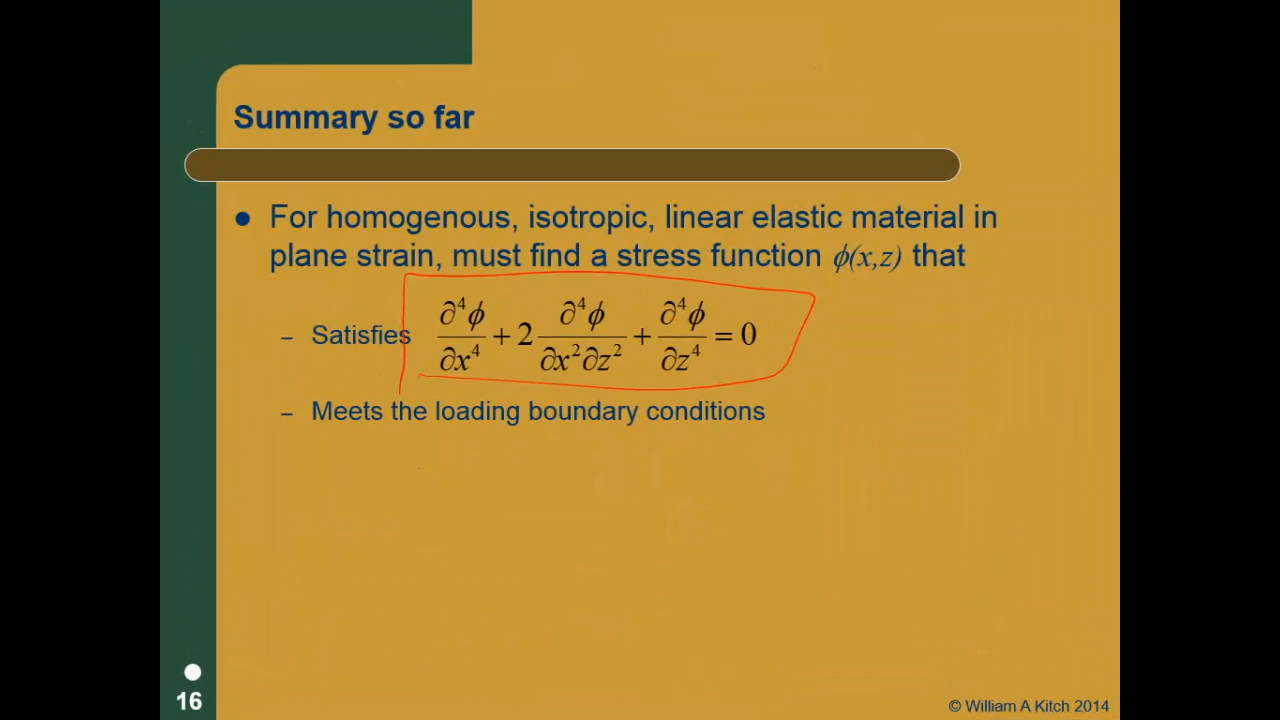 Summary so far
● For homogenous, isotropic, linear elastic material in
plane strain, must find a stress function ϕ(x,z) that
– Satisfies ∂⁴ϕ/∂x⁴ + 2 ∂⁴ϕ/∂x²∂z² + ∂⁴ϕ/∂z⁴ = 0
– Meets the loading boundary conditions
16
© William A Kitch 2014